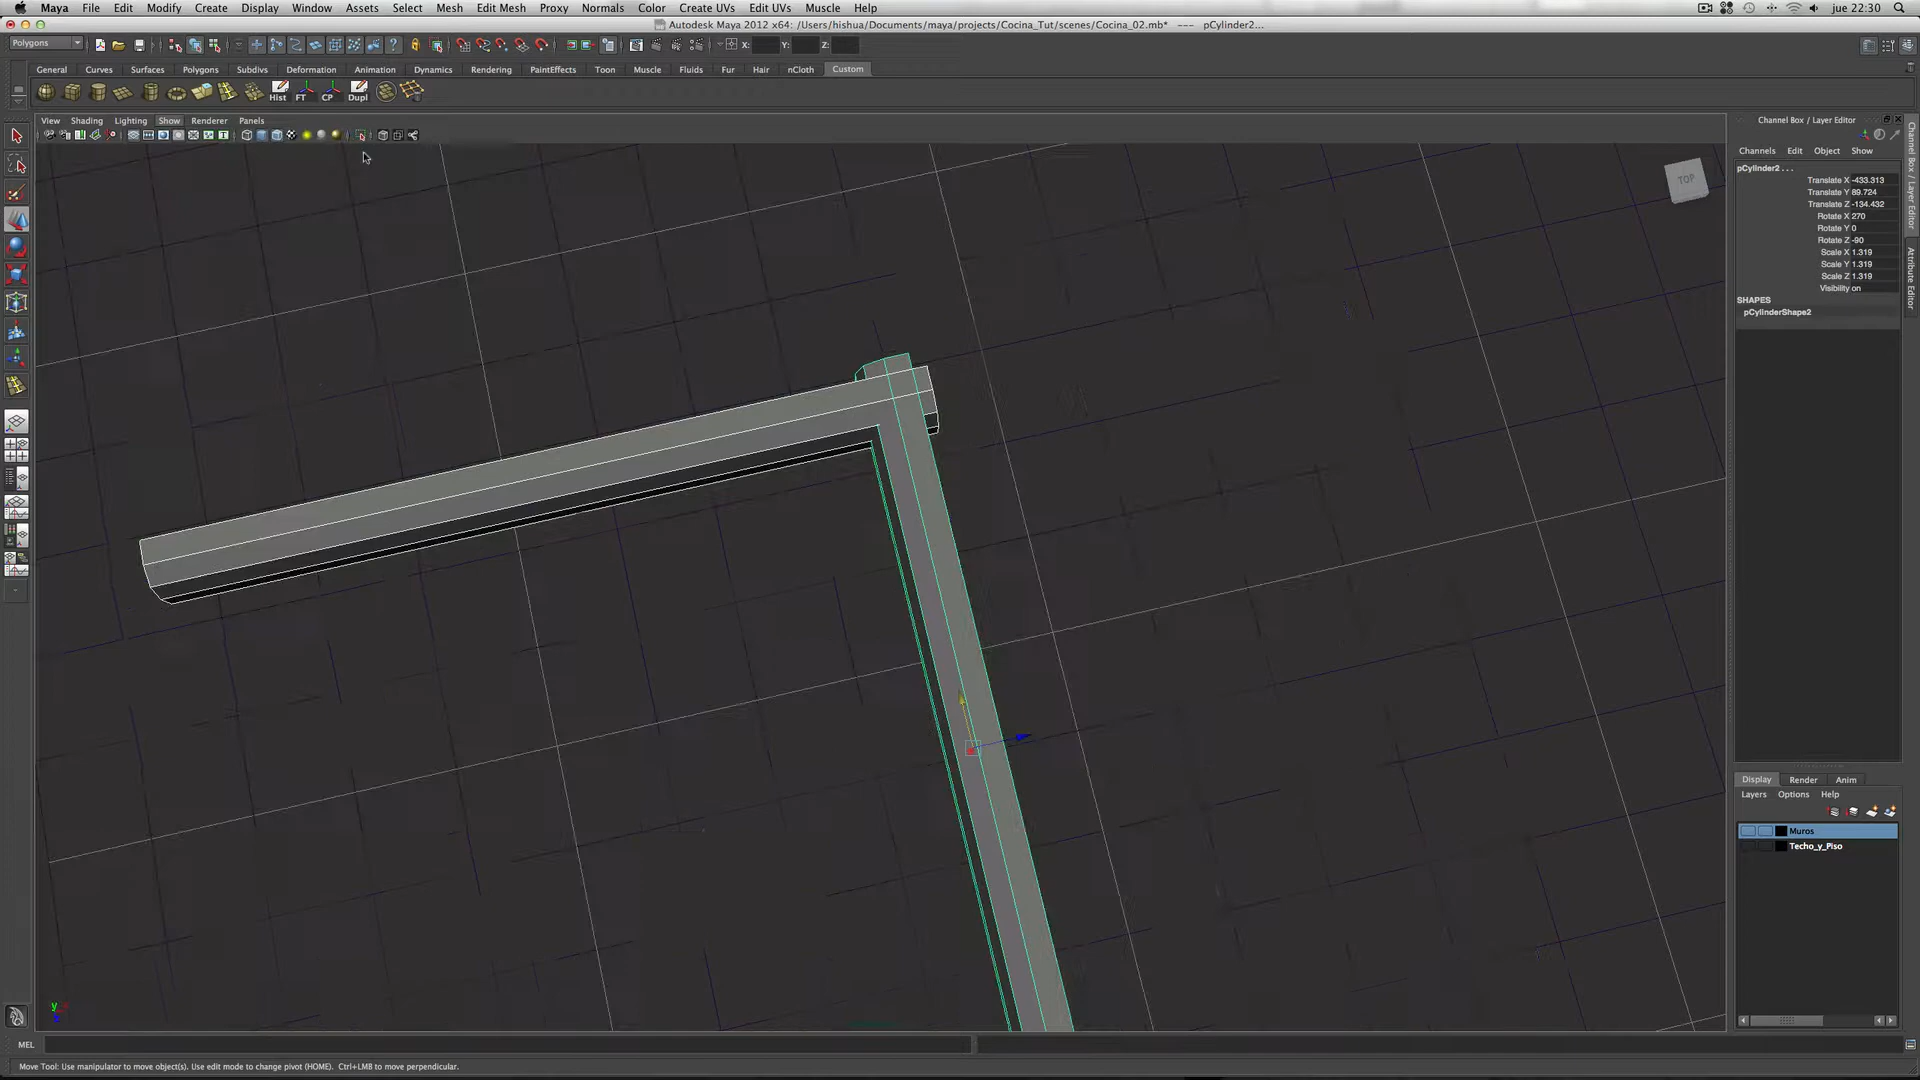 Maya File Edit Modify Create Display Window Assets Select Mesh Edit Mesh Proxy Normals Color Create UVs Edit UVs Muscle Help jue 22:30
Autodesk Maya 2012 x64: /Users/hishua/Documents/maya/projects/Cocina_Tut/scenes/Cocina_02.mb* --- pCylinder2...
Polygons X: Y: Z:
General Curves Surfaces Polygons Subdivs Deformation Animation Dynamics Rendering PaintEffects Toon Muscle Fluids Fur Hair nCloth Custom
Hist FT CP Dupl
View Shading Lighting Show Renderer Panels
Channel Box / Layer Editor
Channels Edit Object Show
pCylinder2 . . .
Translate X -433.313
Translate Y 89.724
Translate Z -134.432
Rotate X 270
Rotate Y 0
Rotate Z -90
Scale X 1.319
Scale Y 1.319
Scale Z 1.319
Visibility on
SHAPES
pCylinderShape2
Channel Box / Layer Editor
Attribute Editor
TOP
Display Render Anim
Layers Options Help
Muros
Techo_y_Piso
y
MEL
Move Tool: Use manipulator to move object(s). Use edit mode to change pivot (HOME). Ctrl+LMB to move perpendicular.